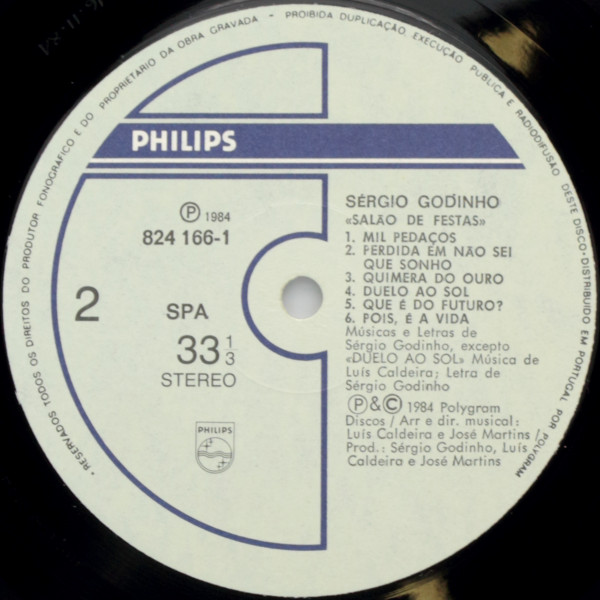 • RESERVADOS TODOS OS DIREITOS DO PRODUTOR FONOGRÁFICO E DO PROPRIETÁRIO DA OBRA GRAVADA - PROIBIDA DUPLICAÇÃO, EXECUÇÃO PÚBLICA E RADIODIFUSÃO DESTE DISCO•DISTRIBUIDO EM PORTUGAL POR POLYGRAM
PHILIPS
Ⓟ 1984
824 166-1
2
SPA
33 1/3
STEREO
PHILIPS
SÉRGIO GODINHO
«SALÃO DE FESTAS»
1. MIL PEDAÇOS
2. PERDIDA EM NÃO SEI
QUE SONHO
3. QUIMERA DO OURO
4. DUELO AO SOL
5. QUE É DO FUTURO?
6. POIS, É A VIDA
Músicas e Letras de
Sérgio Godinho, excepto
«DUELO AO SOL» Música de
Luís Caldeira; Letra de
Sérgio Godinho
Ⓟ&© 1984 Polygram
Discos / Arr e dir. musical:
Luís Caldeira e José Martins /
Prod.: Sérgio Godinho, Luís
Caldeira e José Martins